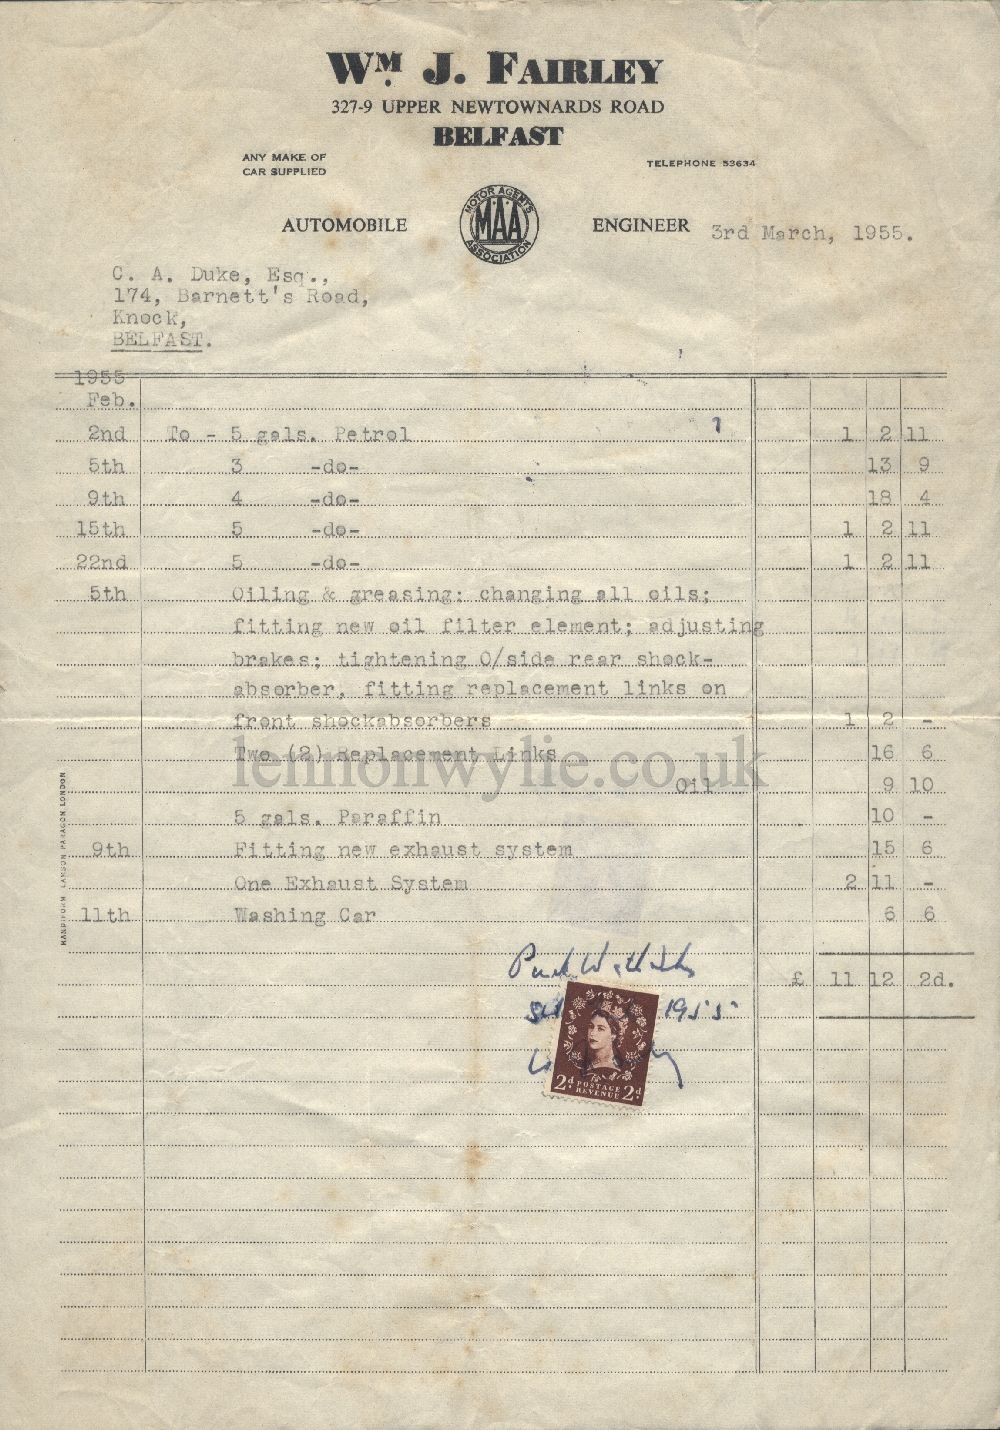 WM. J. FAIRLEY
327-9 UPPER NEWTOWNARDS ROAD
BELFAST
ANY MAKE OF
CAR SUPPLIED
TELEPHONE 53634
AUTOMOBILE
MOTOR AGENTS
MAA
ASSOCIATION
ENGINEER
3rd March, 1955.
C. A. Duke, Esq.,
174, Barnett's Road,
Knock,
BELFAST.
1955
Feb.
2nd To - 5 gals. Petrol 1 2 11
5th 3 -do- 13 9
9th 4 -do- 18 4
15th 5 -do- 1 2 11
22nd 5 -do- 1 2 11
5th Oiling & greasing; changing all oils;
fitting new oil filter element; adjusting
brakes; tightening O/side rear shock-
absorber, fitting replacement links on
front shockabsorbers 1 2 -
Two (2) Replacement Links 16 6
lennonwylie.co.uk
Oil 9 10
5 gals. Paraffin 10 -
9th Fitting new exhaust system 15 6
One Exhaust System 2 11 -
11th Washing Car 6 6
£ 11 12 2d.
HANDIFORM LAMSON PARAGON LONDON
With
1955
2d POSTAGE REVENUE 2d